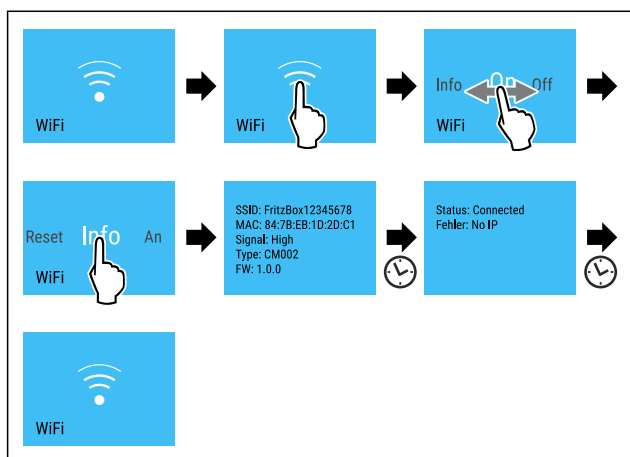 WiFi
WiFi
Info On Off
WiFi
Reset Info An
WiFi
SSID: FritzBox12345678
MAC: 84:7B:EB:1D:2D:C1
Signal: High
Type: CM002
FW: 1.0.0
Status: Connected
Fehler: No IP
WiFi